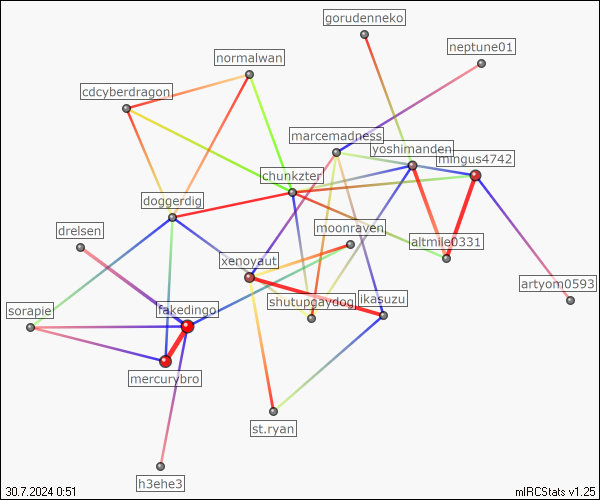 gorudenneko
neptune01
normalwan
cdcyberdragon
marcemadness
yoshimanden
mingus4742
chunkzter
doggerdig
moonraven
drelsen
altmile0331
xenoyaut
artyom0593
shutupgaydog
ikasuzu
sorapie
fakedingo
mercurybro
st.ryan
h3ehe3
30.7.2024 0:51
mIRCStats v1.25